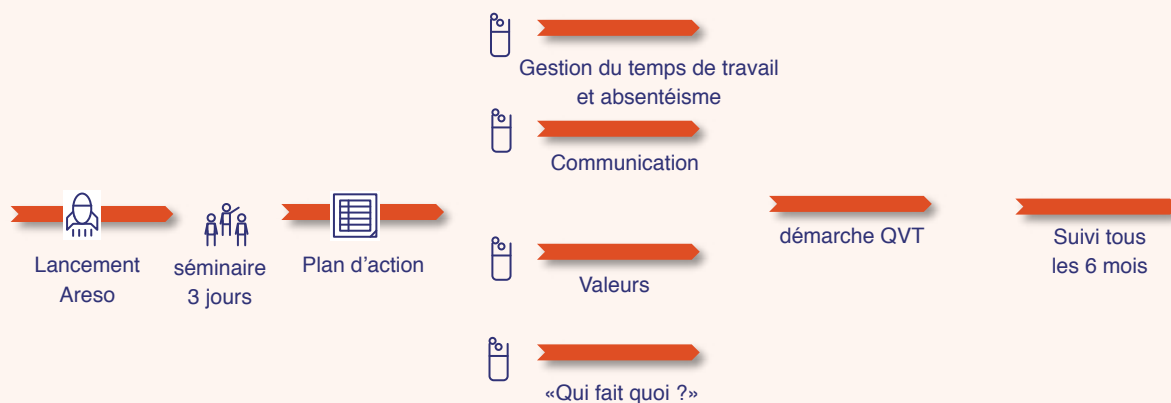 Lancement
Areso
séminaire
3 jours
Plan d’action
Gestion du temps de travail
et absentéisme
Communication
Valeurs
«Qui fait quoi ?»
démarche QVT
Suivi tous
les 6 mois